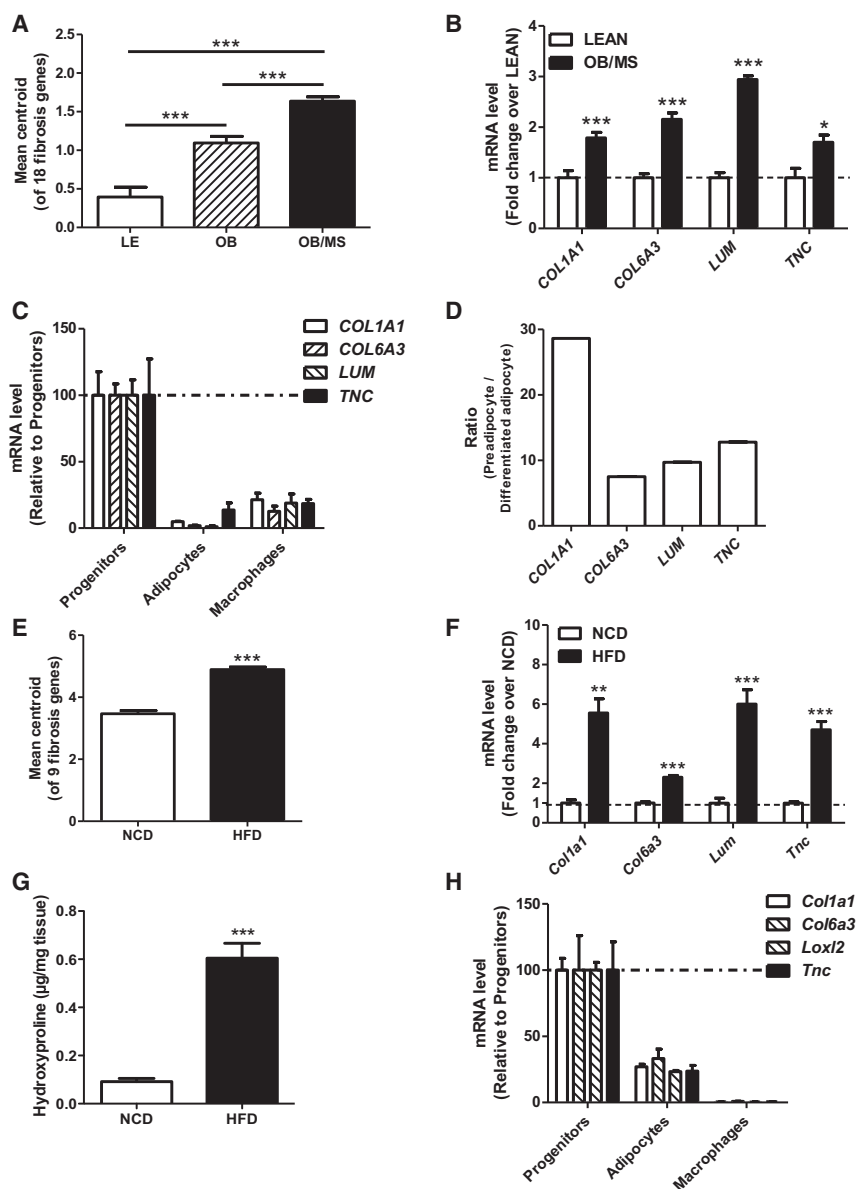 A
Mean centroid
(of 18 fibrosis genes)
2.5
2.0
1.5
1.0
0.5
0.0
***
***
***
LE
OB
OB/MS
B
mRNA level
(Fold change over LEAN)
4
3
2
1
0
LEAN
OB/MS
***
***
***
*
COL1A1
COL6A3
LUM
TNC
C
mRNA level
(Relative to Progenitors)
150
100
50
0
COL1A1
COL6A3
LUM
TNC
Progenitors
Adipocytes
Macrophages
D
Ratio
(Preadipocyte /
Differentiated adipocyte)
30
20
10
0
COL1A1
COL6A3
LUM
TNC
E
Mean centroid
(of 9 fibrosis genes)
6
4
2
0
***
NCD
HFD
F
mRNA level
(Fold change over NCD)
10
8
6
4
2
1
0
NCD
HFD
**
***
***
***
Col1a1
Col6a3
Lum
Tnc
G
Hydroxyproline (µg/mg tissue)
0.8
0.6
0.4
0.2
0.0
***
NCD
HFD
H
mRNA level
(Relative to Progenitors)
150
100
50
0
Col1a1
Col6a3
Loxl2
Tnc
Progenitors
Adipocytes
Macrophages